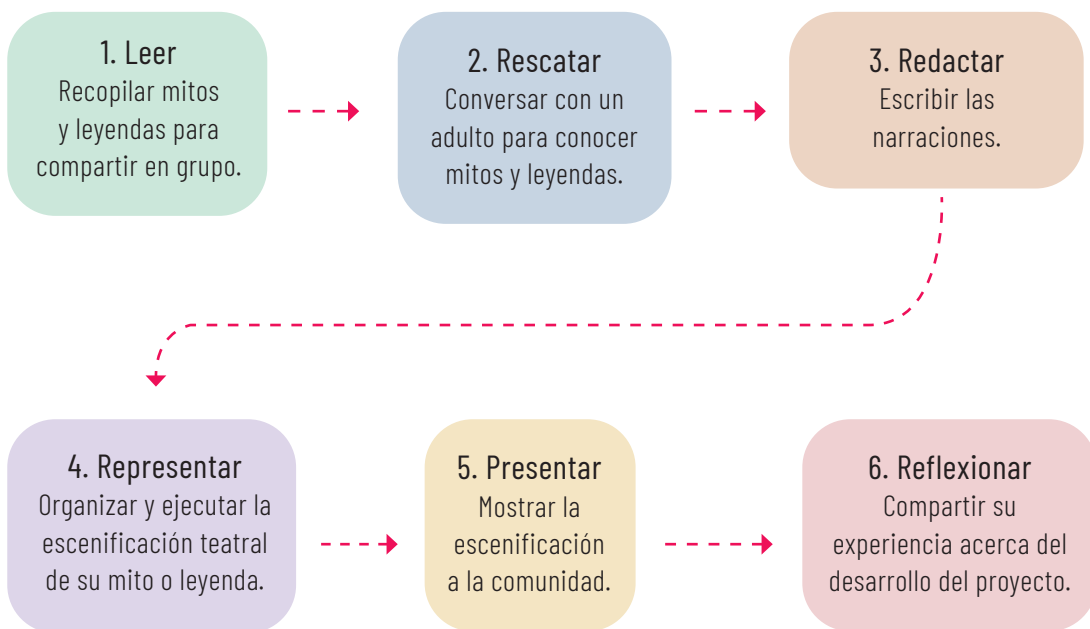 1. Leer
Recopilar mitos
y leyendas para
compartir en grupo.
2. Rescatar
Conversar con un
adulto para conocer
mitos y leyendas.
3. Redactar
Escribir las
narraciones.
4. Representar
Organizar y ejecutar la
escenificación teatral
de su mito o leyenda.
5. Presentar
Mostrar la
escenificación
a la comunidad.
6. Reflexionar
Compartir su
experiencia acerca del
desarrollo del proyecto.